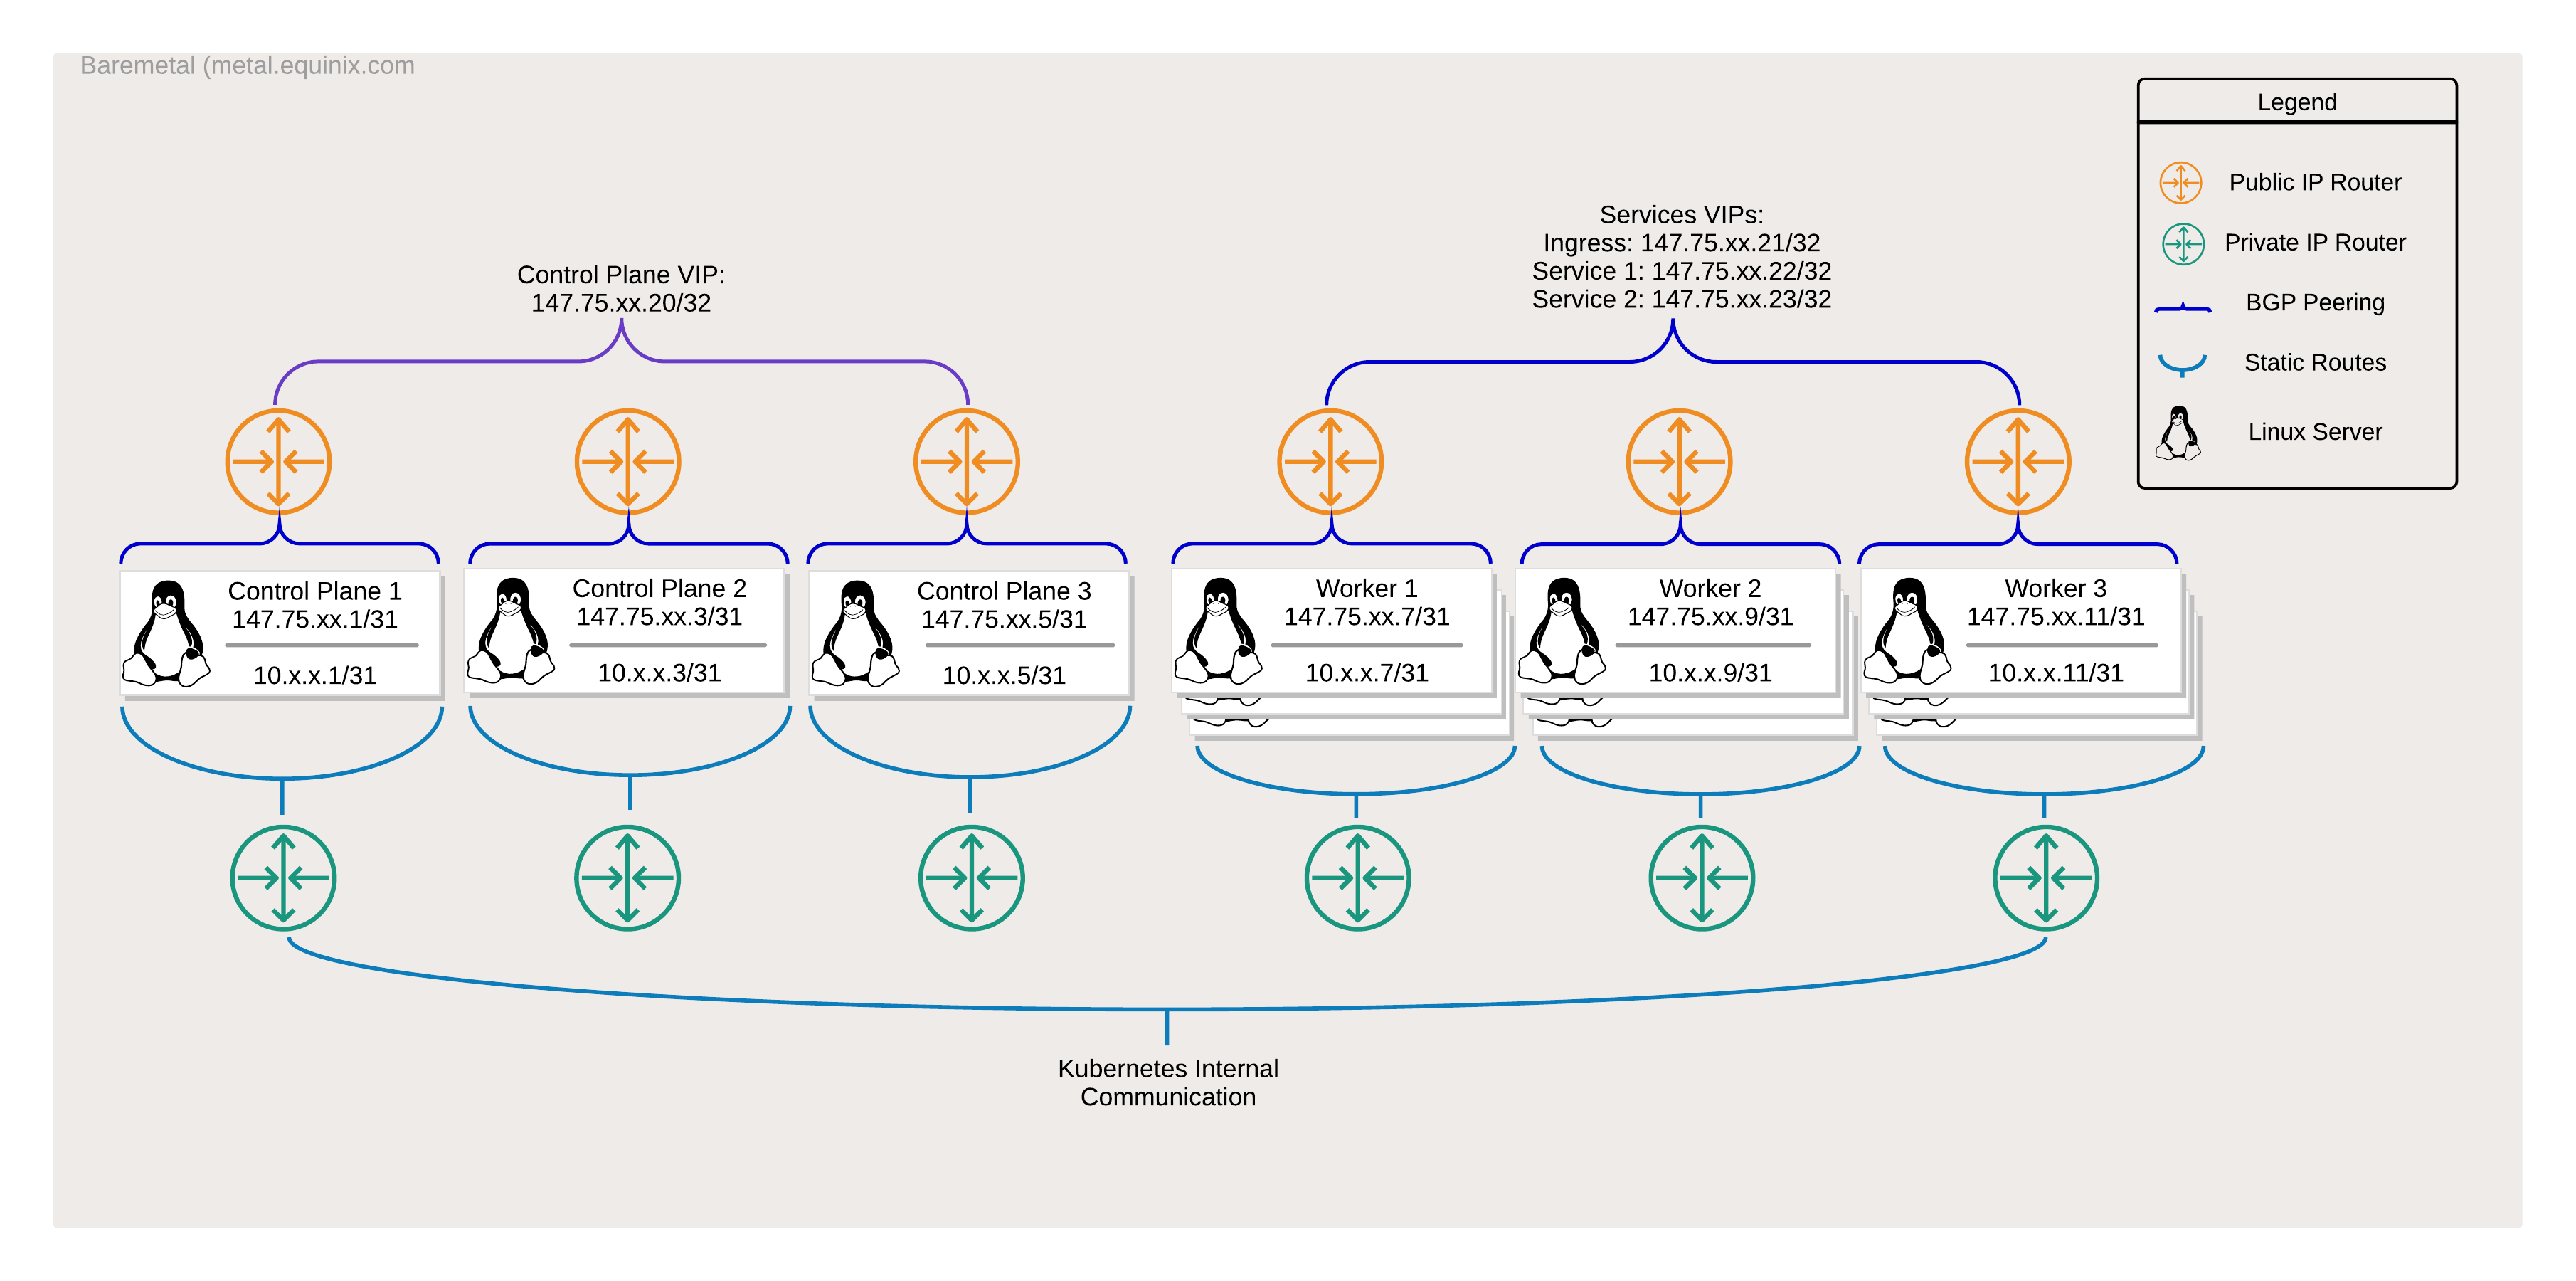 Baremetal (metal.equinix.com
Legend
Public IP Router
Private IP Router
BGP Peering
Static Routes
Linux Server
Control Plane VIP:
147.75.xx.20/32
Services VIPs:
Ingress: 147.75.xx.21/32
Service 1: 147.75.xx.22/32
Service 2: 147.75.xx.23/32
Control Plane 1
147.75.xx.1/31
10.x.x.1/31
Control Plane 2
147.75.xx.3/31
10.x.x.3/31
Control Plane 3
147.75.xx.5/31
10.x.x.5/31
Worker 1
147.75.xx.7/31
10.x.x.7/31
Worker 2
147.75.xx.9/31
10.x.x.9/31
Worker 3
147.75.xx.11/31
10.x.x.11/31
Kubernetes Internal
Communication